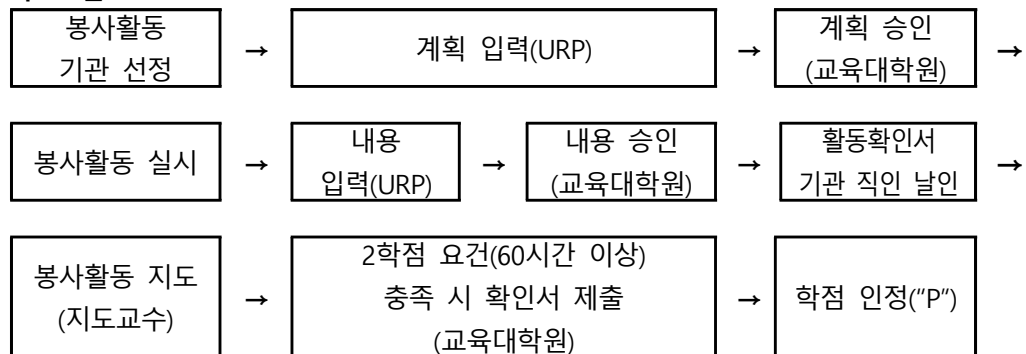 봉사활동
기관 선정
→
계획 입력(URP)
→
계획 승인
(교육대학원)
→
봉사활동 실시
→
내용
입력(URP)
→
내용 승인
(교육대학원)
→
활동확인서
기관 직인 날인
→
봉사활동 지도
(지도교수)
→
2학점 요건(60시간 이상)
충족 시 확인서 제출
(교육대학원)
→
학점 인정("P")